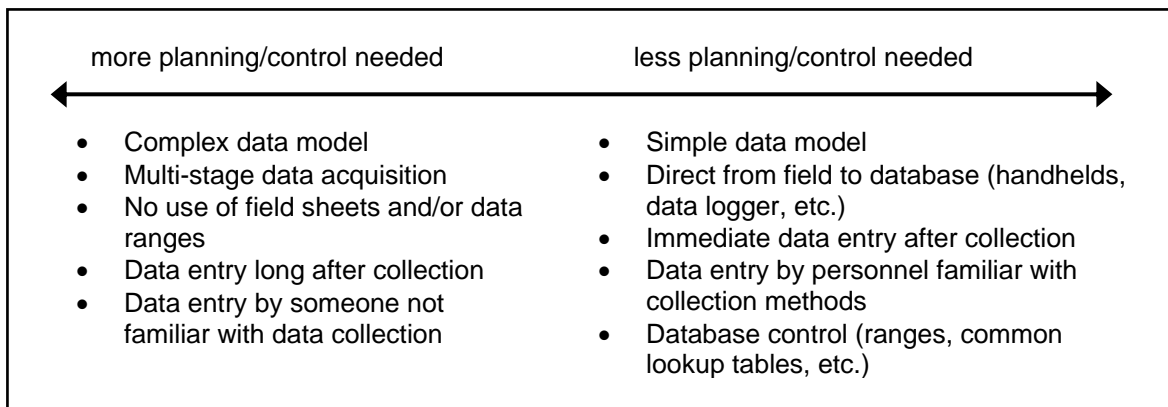 more planning/control needed
less planning/control needed
• Complex data model
• Multi-stage data acquisition
• No use of field sheets and/or data
ranges
• Data entry long after collection
• Data entry by someone not
familiar with data collection
• Simple data model
• Direct from field to database (handhelds,
data logger, etc.)
• Immediate data entry after collection
• Data entry by personnel familiar with
collection methods
• Database control (ranges, common
lookup tables, etc.)